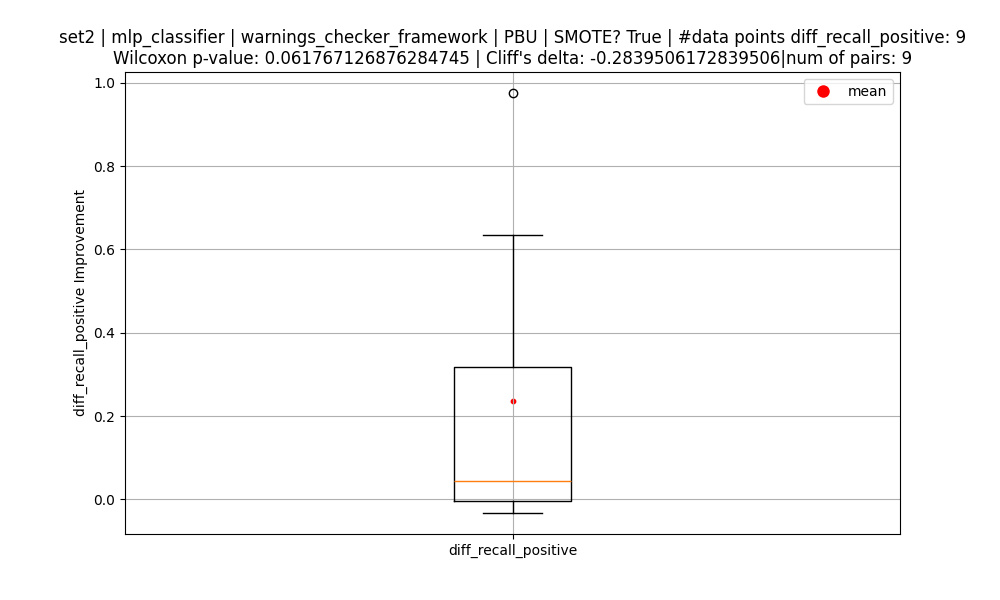 set2 | mlp_classifier | warnings_checker_framework | PBU | SMOTE? True | #data points diff_recall_positive: 9
Wilcoxon p-value: 0.061767126876284745 | Cliff's delta: -0.2839506172839506|num of pairs: 9
mean
1.0
0.8
0.6
0.4
0.2
0.0
diff_recall_positive Improvement
diff_recall_positive